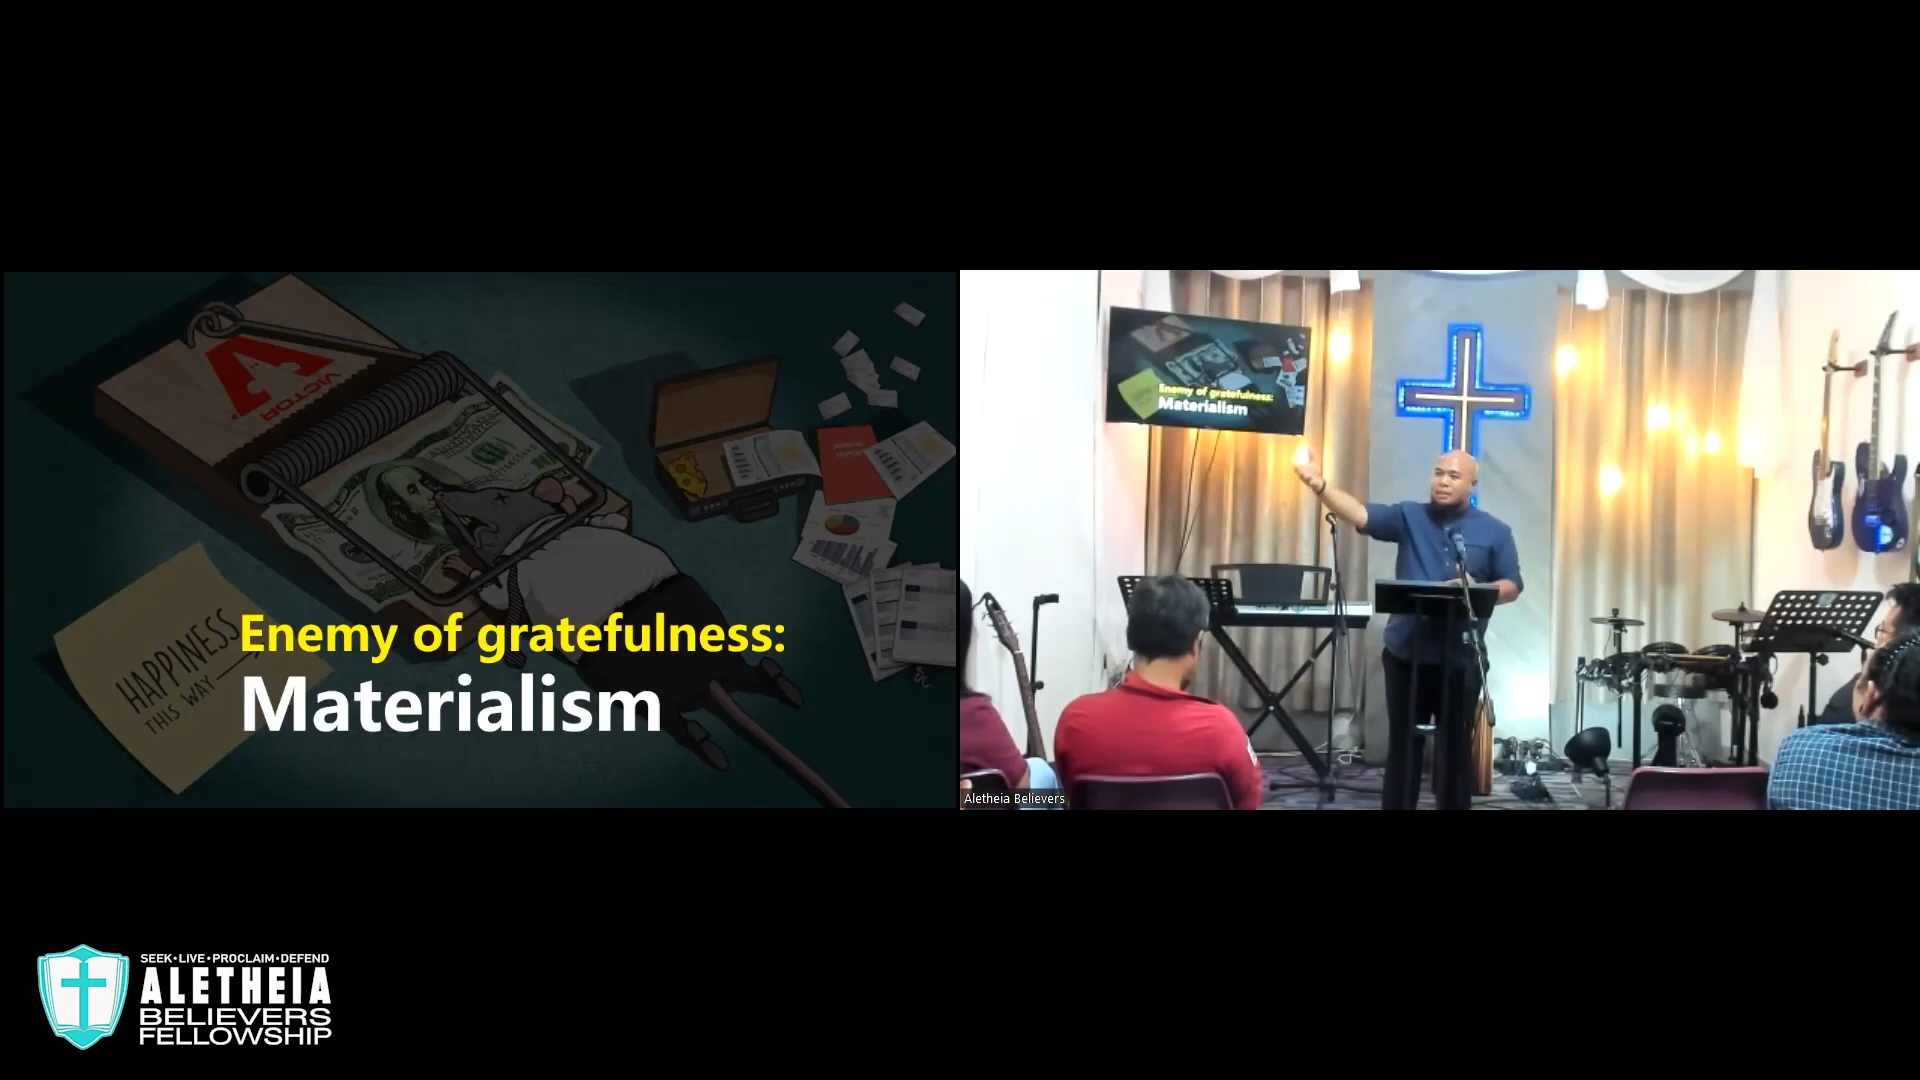 VICTOR
HAPPINESS
THIS WAY
Enemy of gratefulness:
Materialism
Enemy of gratefulness:
Materialism
Aletheia Believers
SEEK•LIVE•PROCLAIM•DEFEND
ALETHEIA
BELIEVERS
FELLOWSHIP